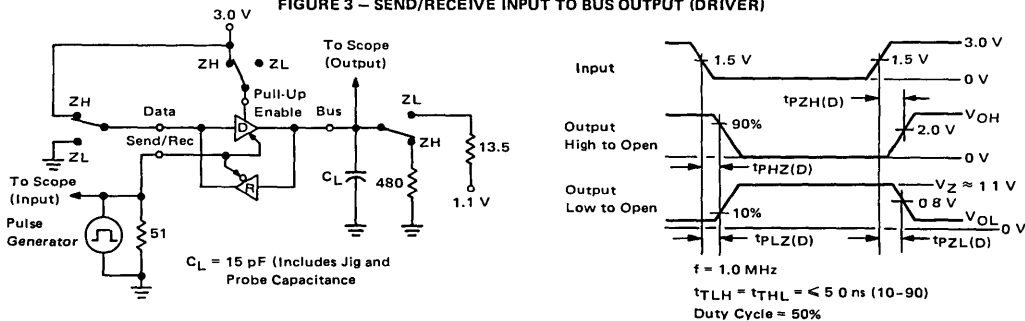 FIGURE 3 – SEND/RECEIVE INPUT TO BUS OUTPUT (DRIVER)
3.0 V
ZH
ZL
Pull-Up
Enable
To Scope
(Output)
ZH
ZL
Data
Send/Rec
D
R
Bus
ZL
ZH
13.5
1.1 V
CL
480
To Scope
(Input)
Pulse
Generator
51
CL = 15 pF (Includes Jig and
Probe Capacitance
Input
1.5 V
1.5 V
3.0 V
0 V
tPZH(D)
Output
High to Open
90%
VOH
2.0 V
0 V
tPHZ(D)
Output
Low to Open
10%
VZ ≈ 1 1 V
0 8 V
VOL
0 V
tPLZ(D)
tPZL(D)
f = 1.0 MHz
tTLH = tTHL = ≤ 5 0 ns (10-90)
Duty Cycle = 50%